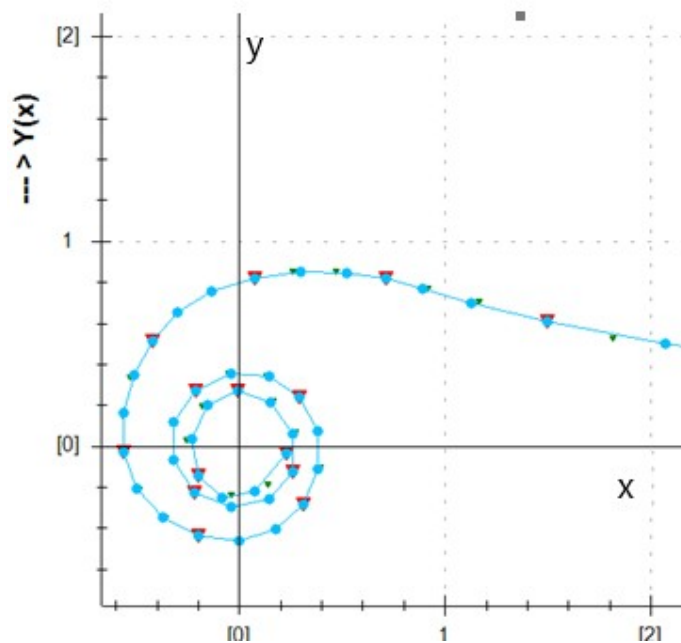 [2]
y
--- > Y(x)
1
[0]
x
[0]
1
[2]